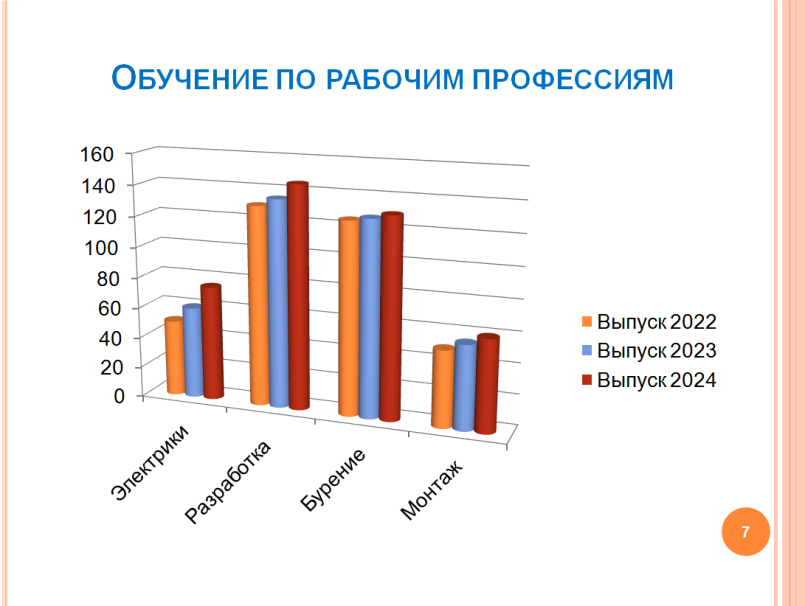 Обучение по рабочим профессиям
160
140
120
100
80
60
40
20
0
Электрики
Разработка
Бурение
Монтаж
Выпуск 2022
Выпуск 2023
Выпуск 2024
7